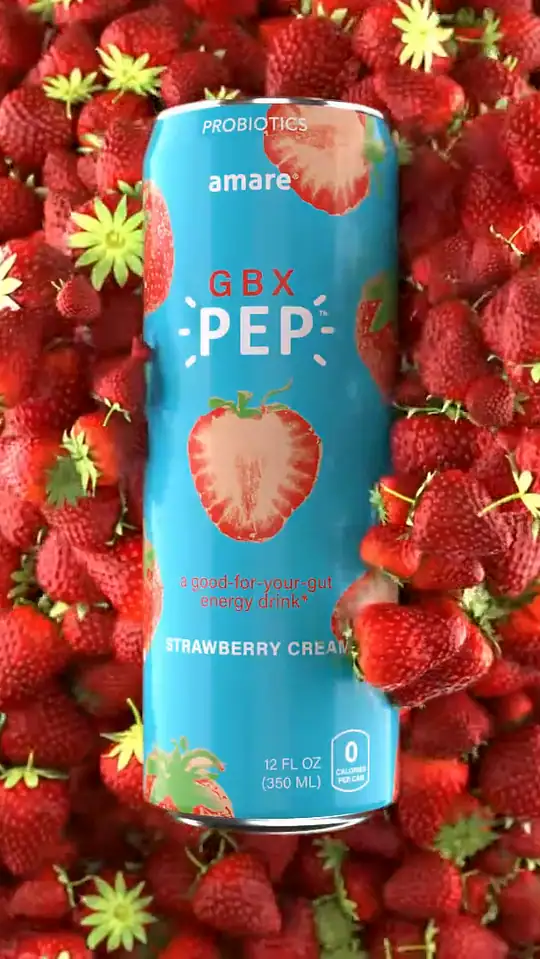 PROBIOTICS
amare®
GBX
PEP™
a good-for-your-gut
energy drink*
STRAWBERRY CREAM
12 FL OZ
(350 ML)
0
CALORIES
PER CAN